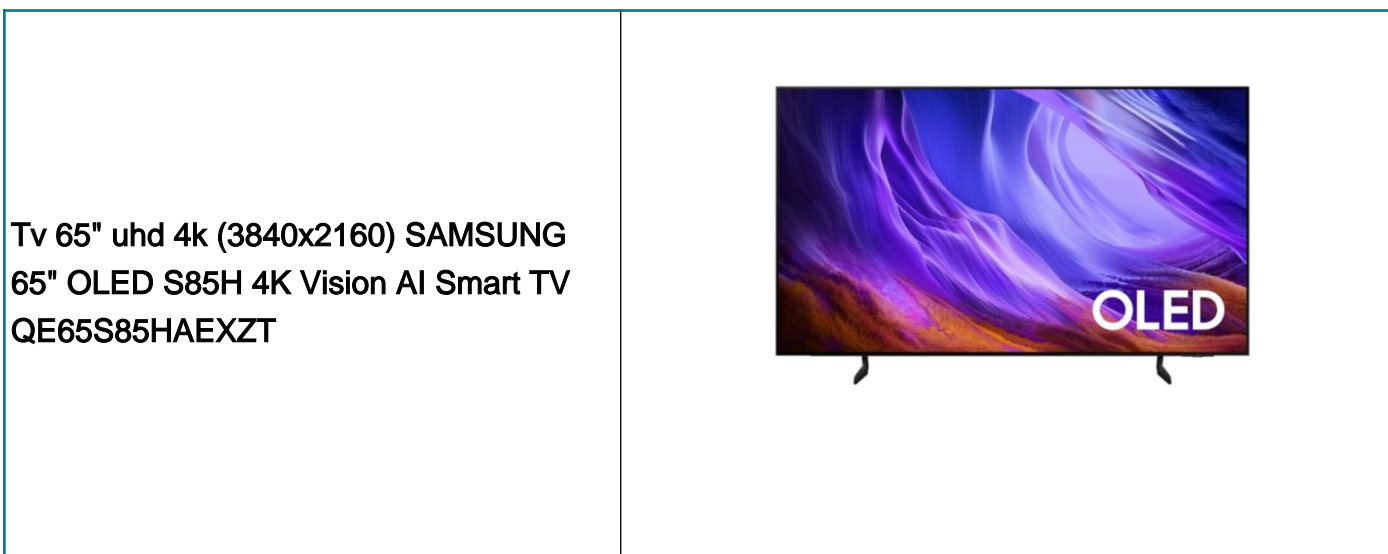 Tv 65" uhd 4k (3840x2160) SAMSUNG
65" OLED S85H 4K Vision AI Smart TV
QE65S85HAEXZT
OLED